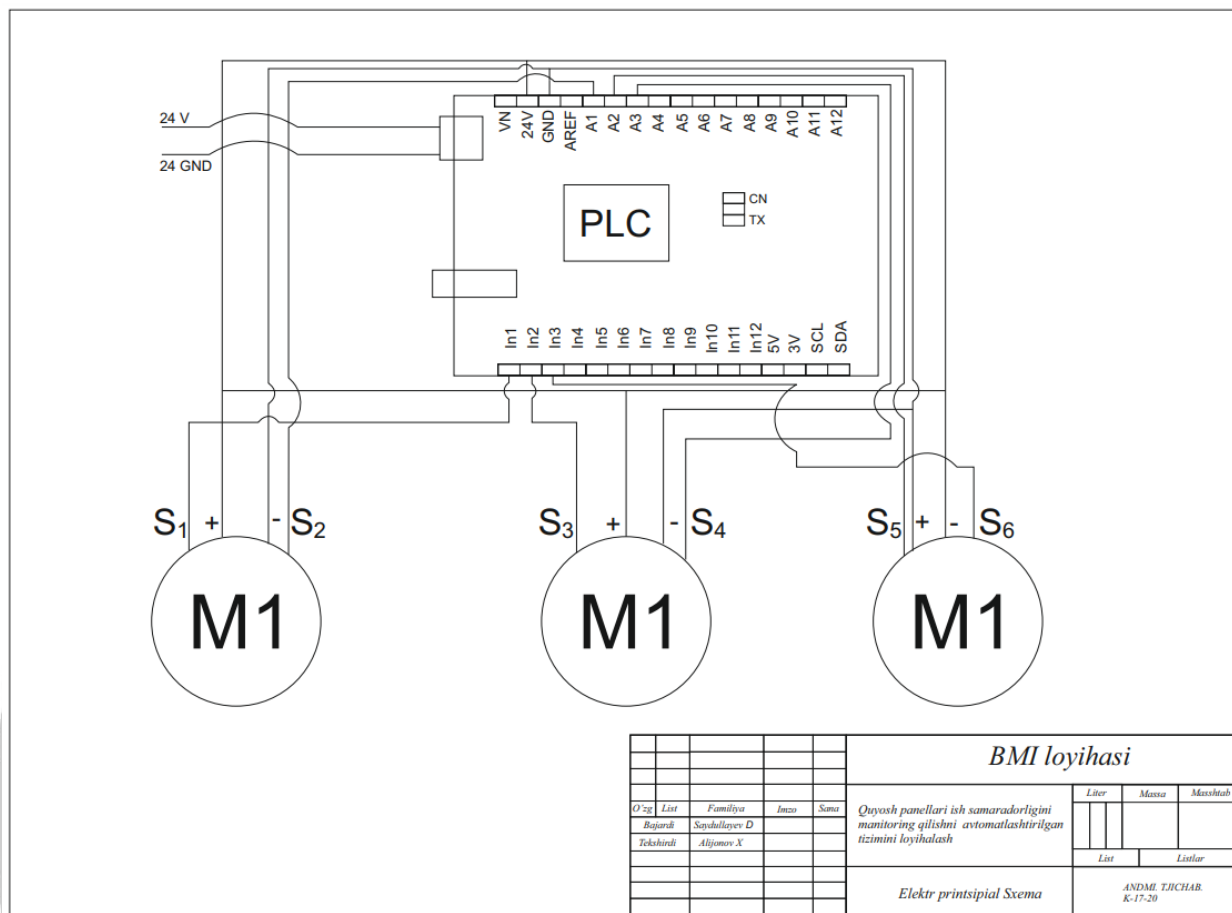 24 V
24 GND
VN
24V
GND
AREF
A1
A2
A3
A4
A5
A6
A7
A8
A9
A10
A11
A12
PLC
CN
TX
In1
In2
In3
In4
In5
In6
In7
In8
In9
In10
In11
In12
5V
3V
SCL
SDA
S1 + - S2
S3 + - S4
S5 + - S6
M1
M1
M1
BMI loyihasi
O'zg List Familiya Imzo Sana
Bajardi Saydullayev D
Tekshirdi Alijonov X
Quyosh panellari ish samaradorligini
manitoring qilishni avtomatlashtirilgan
tizimini loyihalash
Liter Massa Masshtab
List Listlar
Elektr printsipial Sxema
ANDMI. TJICHAB.
K-17-20